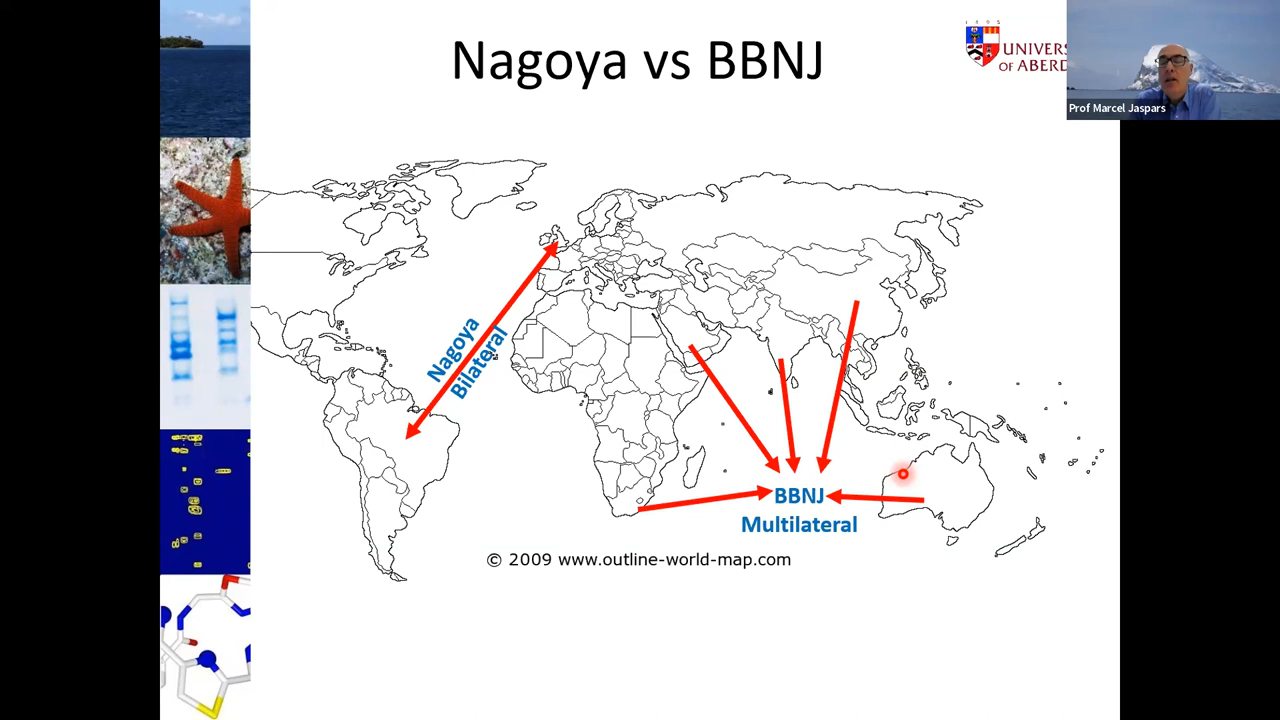 Nagoya vs BBNJ
1495
UNIVERS
OF ABERD
Prof Marcel Jaspars
Nagoya
Bilateral
BBNJ
Multilateral
© 2009 www.outline-world-map.com